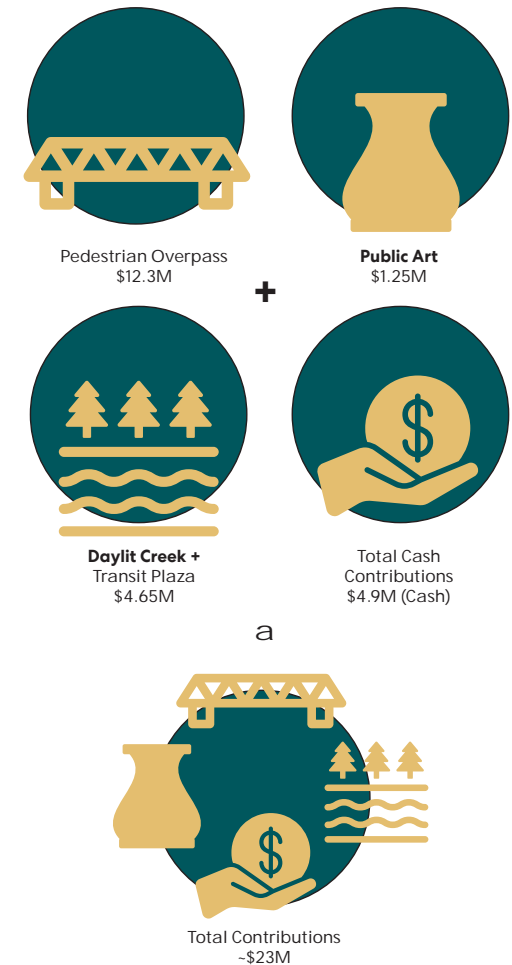 Pedestrian Overpass
$12.3M
Public Art
$1.25M
+
$
Daylit Creek +
Transit Plaza
$4.65M
Total Cash
Contributions
$4.9M (Cash)
a
$
Total Contributions
~$23M